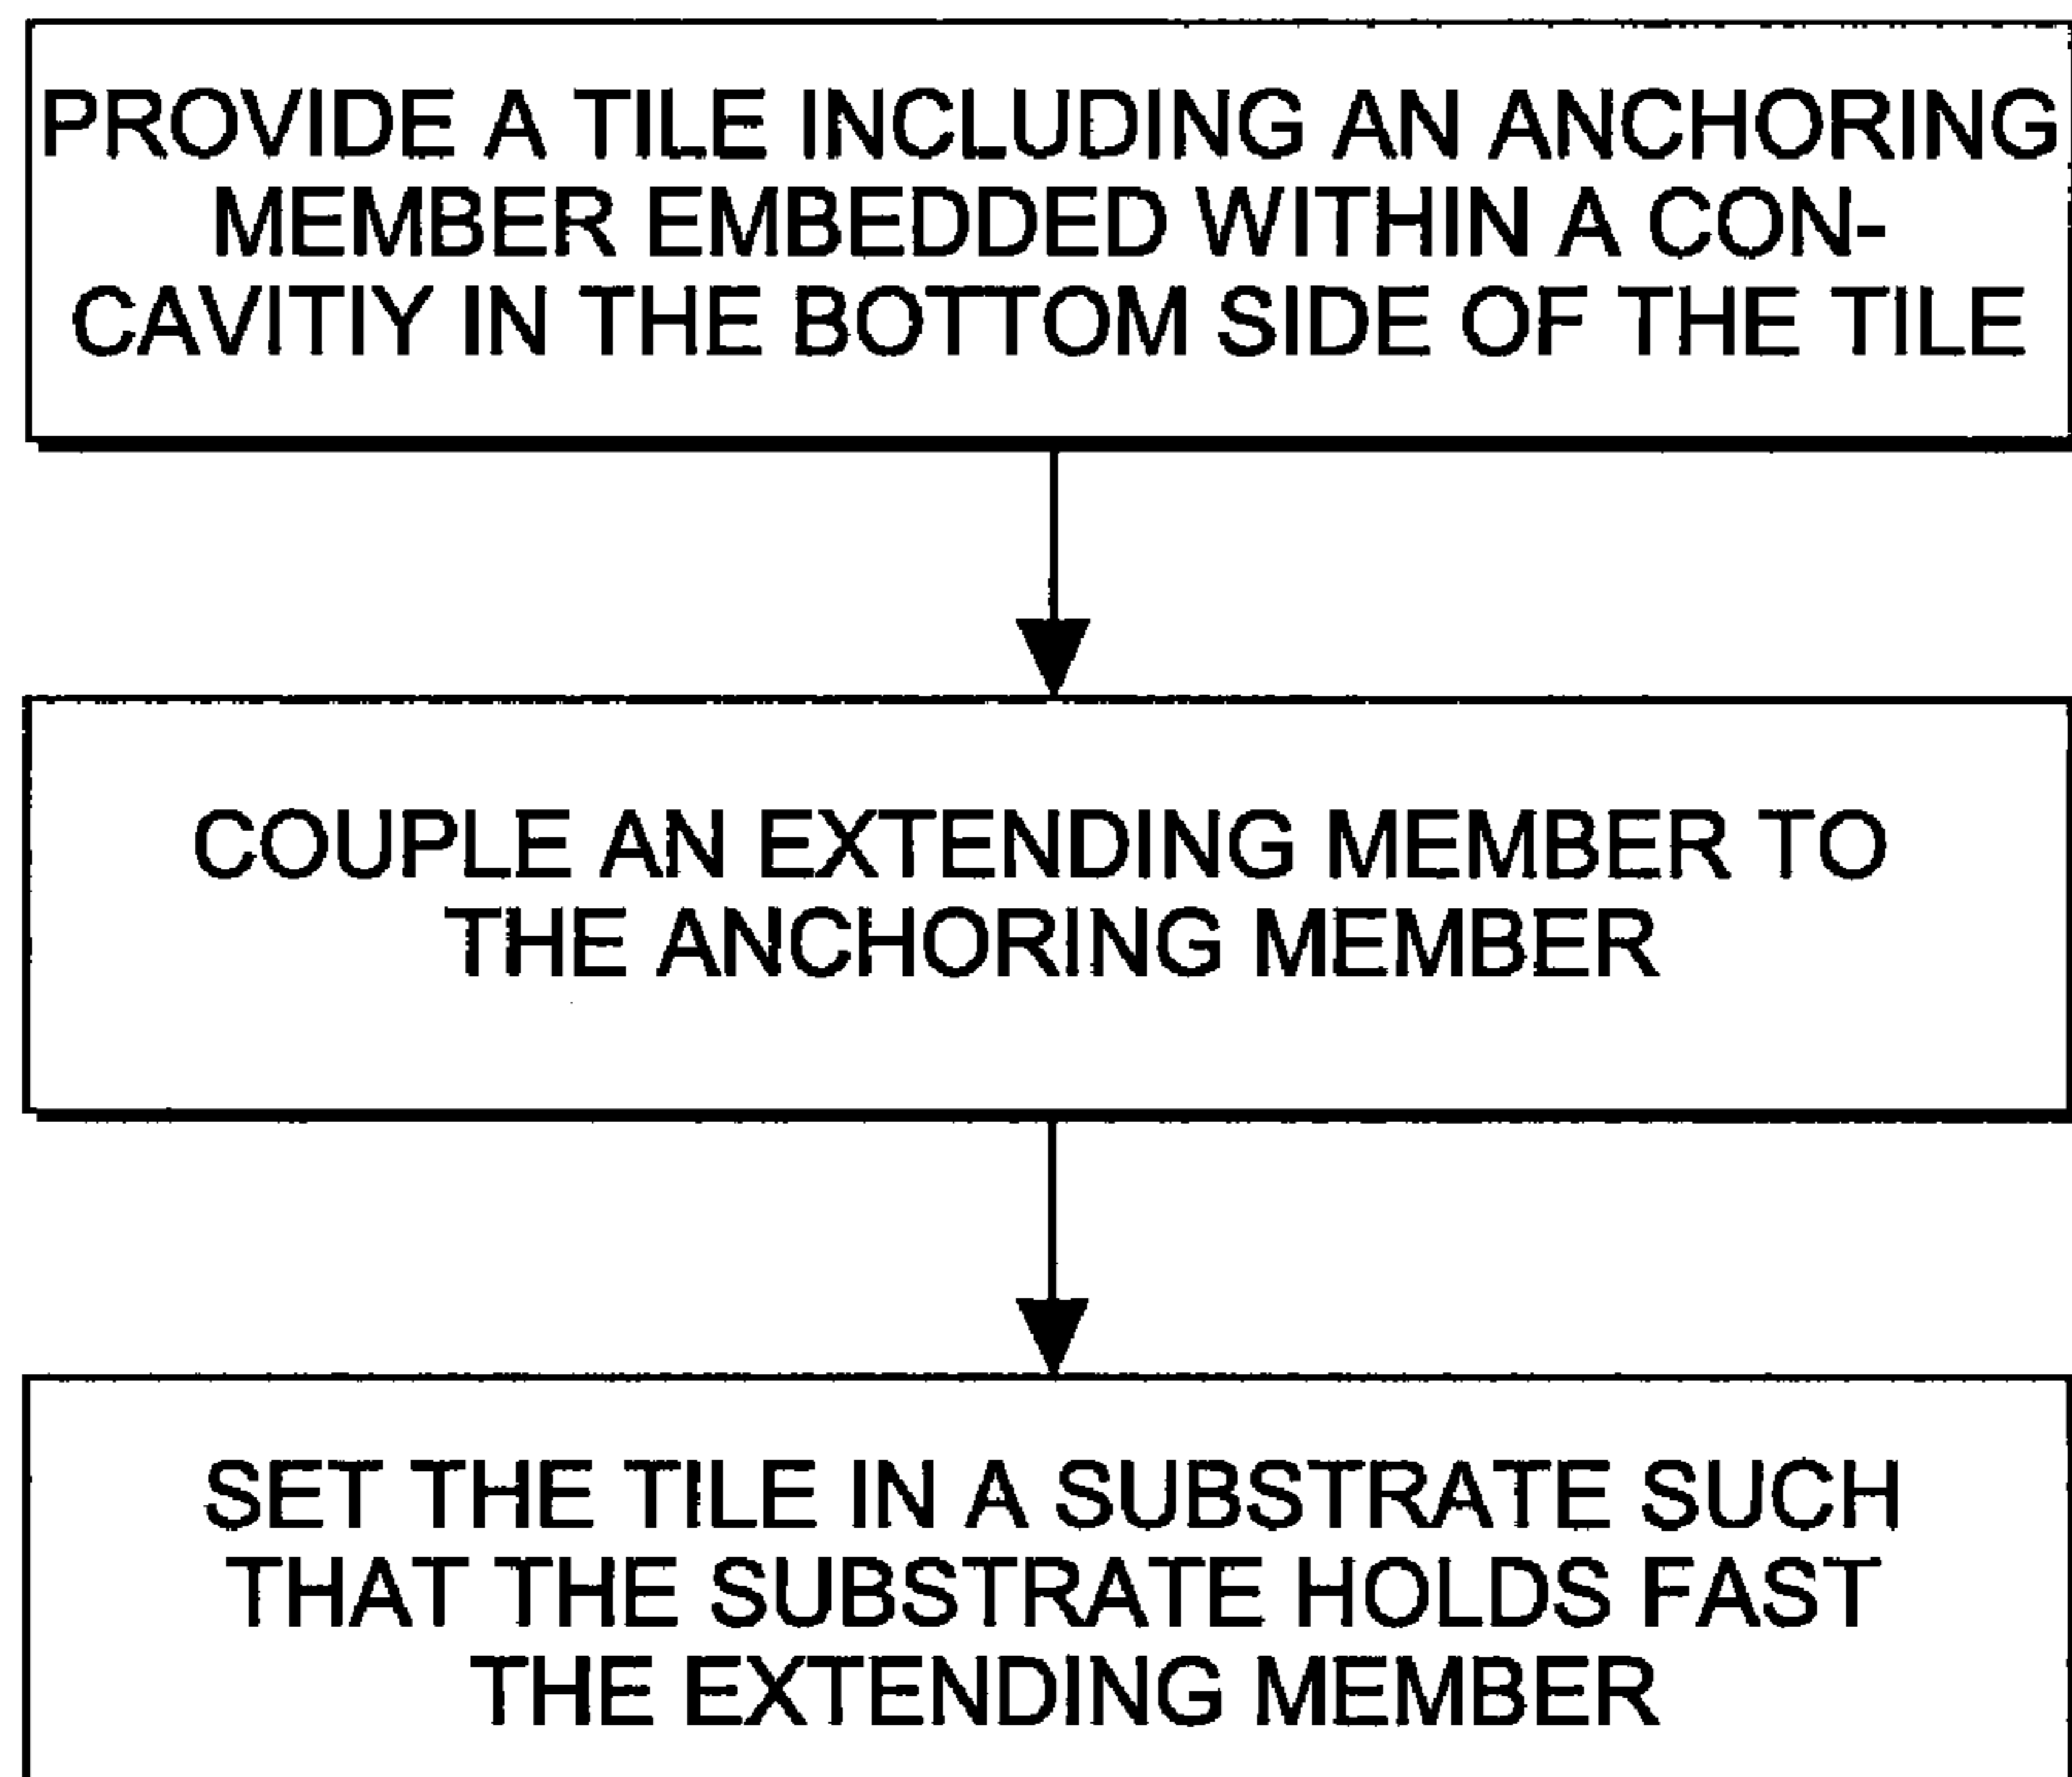 PROVIDE A TILE INCLUDING AN ANCHORING
MEMBER EMBEDDED WITHIN A CON-
CAVITIY IN THE BOTTOM SIDE OF THE TILE
COUPLE AN EXTENDING MEMBER TO
THE ANCHORING MEMBER
SET THE TILE IN A SUBSTRATE SUCH
THAT THE SUBSTRATE HOLDS FAST
THE EXTENDING MEMBER